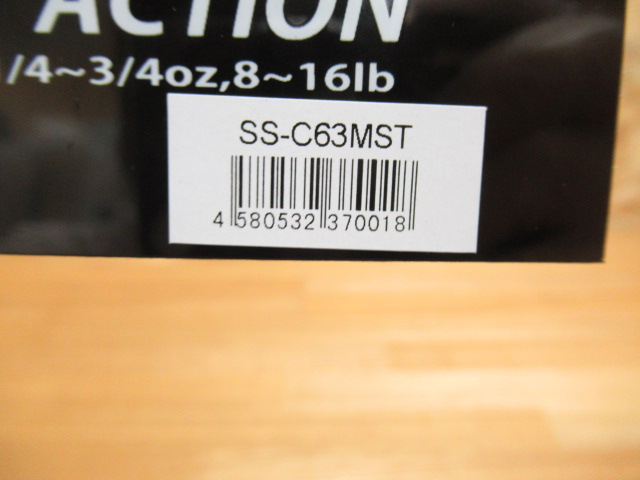 ACTION
/4~3/4oz,8~16lb
SS-C63MST
4 580532 370018